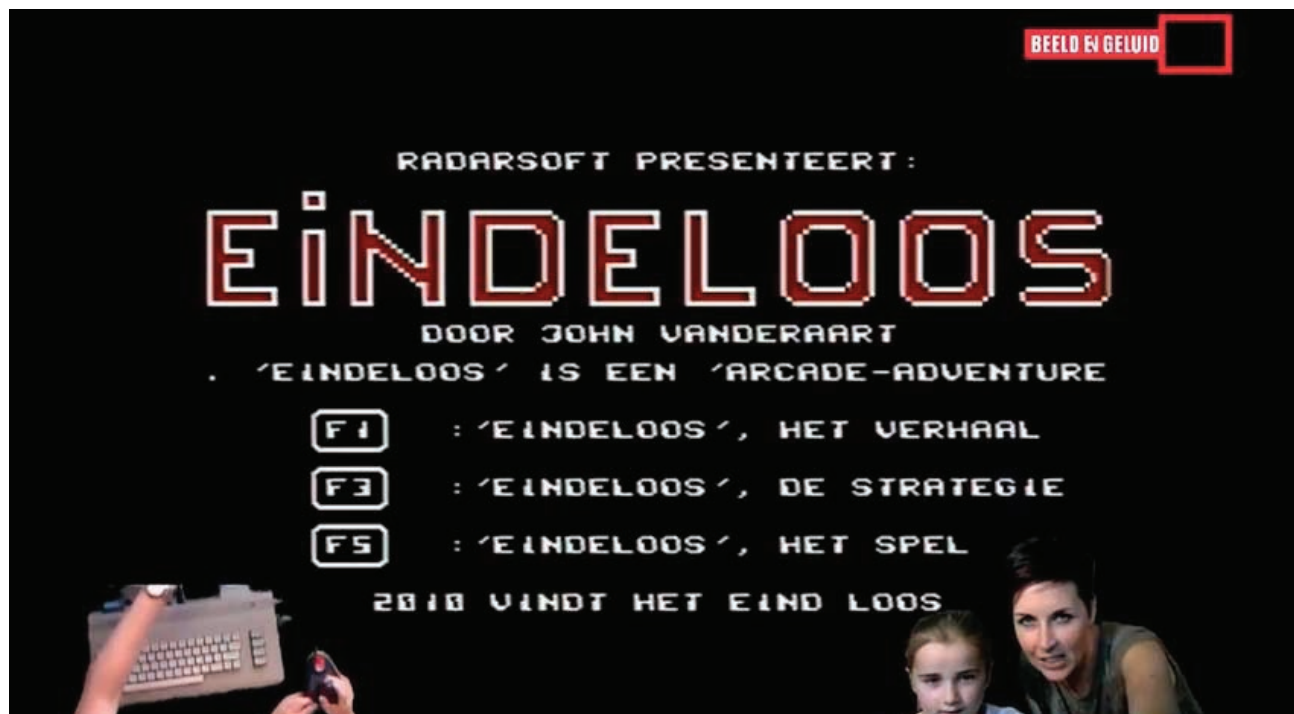 BEELD EN GELUID
RADARSOFT PRESENTEERT:
EiNDELOOS
DOOR JOHN VANDERAART
. 'EiNDELOOS' iS EEN 'ARCADE-ADVENTURE
F1 :'EiNDELOOS', HET VERHAAL
F3 :'EiNDELOOS', DE STRATEGiE
F5 :'EiNDELOOS', HET SPEL
2010 ViNDT HET EiND LOOS